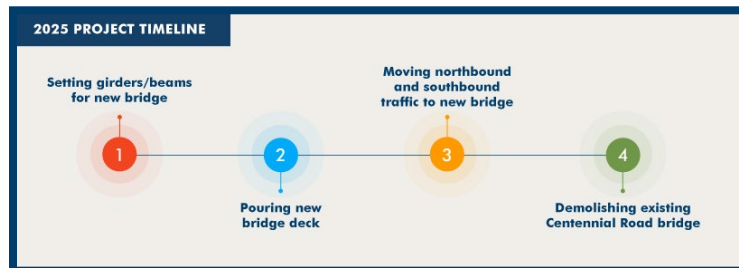 2025 PROJECT TIMELINE
Setting girders/beams
for new bridge
1
2
Pouring new
bridge deck
Moving northbound
and southbound
traffic to new bridge
3
4
Demolishing existing
Centennial Road bridge